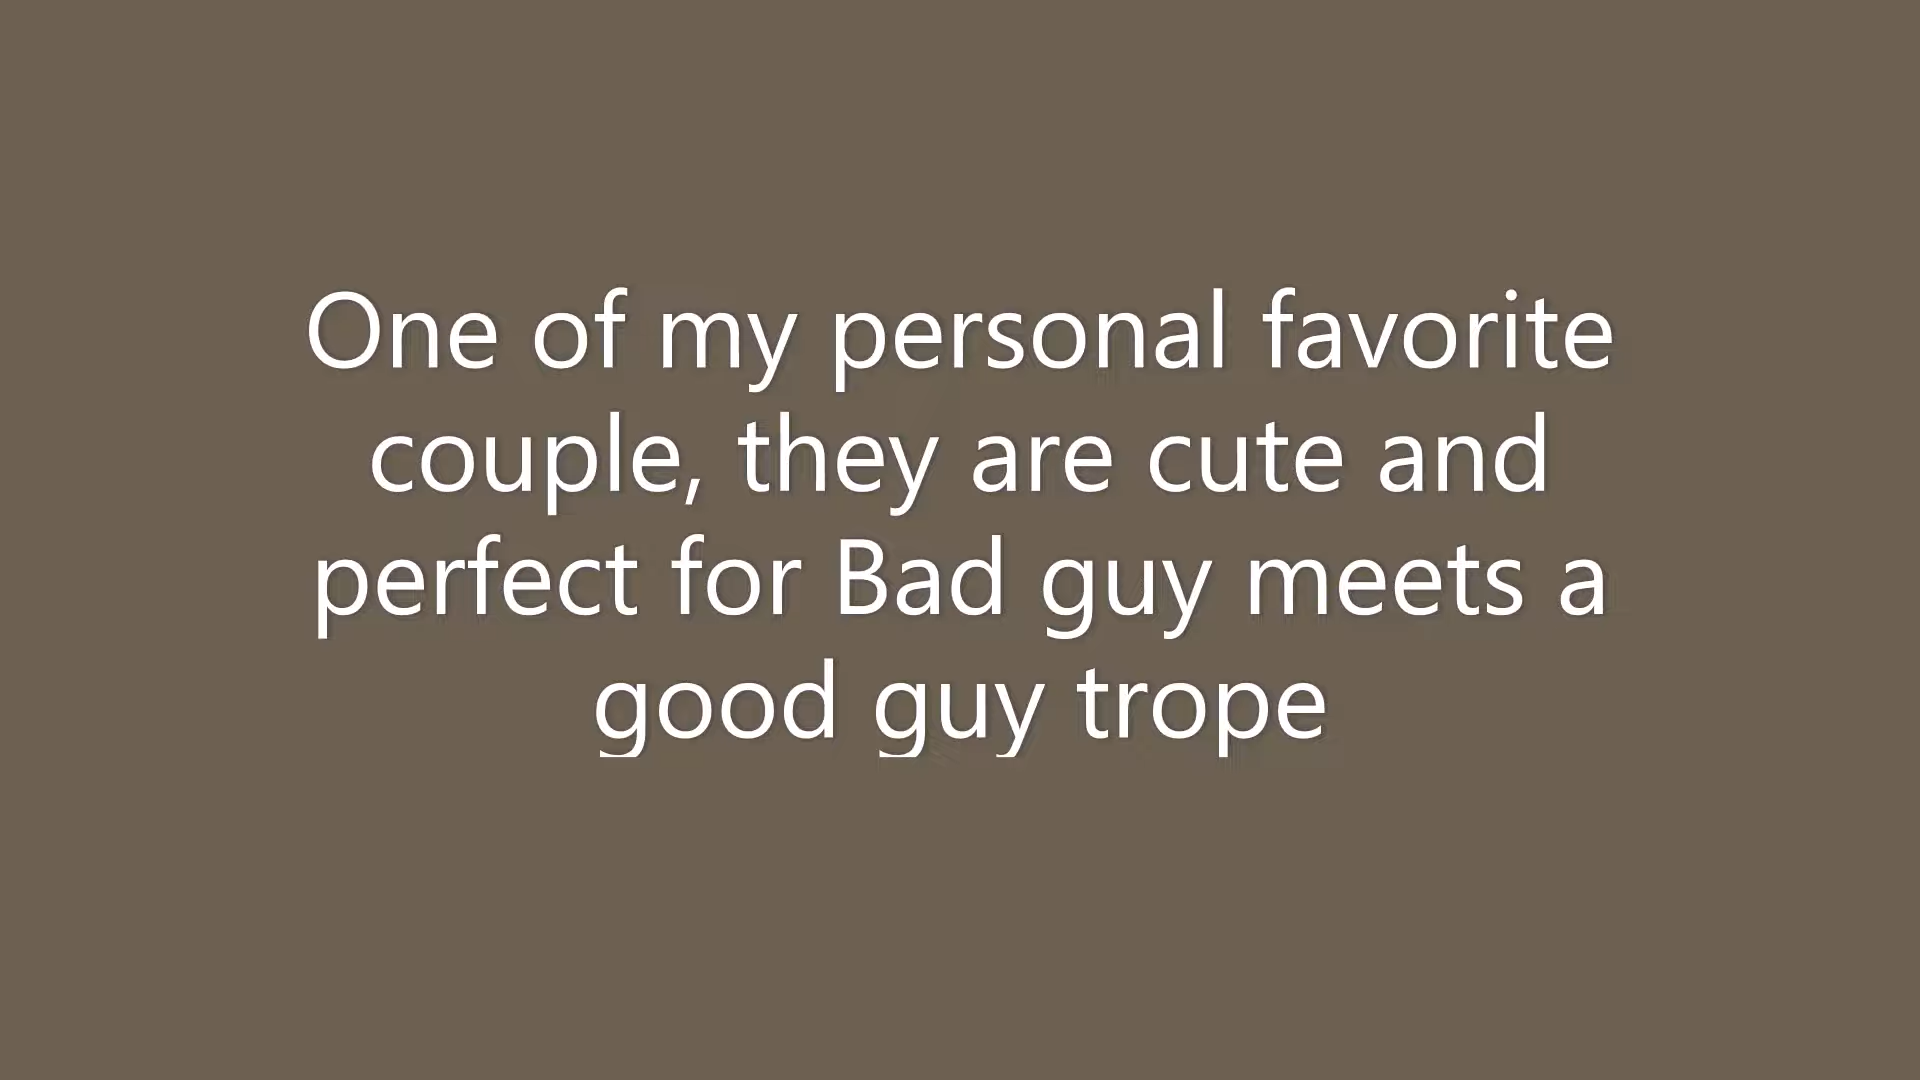 One of my personal favorite
couple, they are cute and
perfect for Bad guy meets a
good guy trope